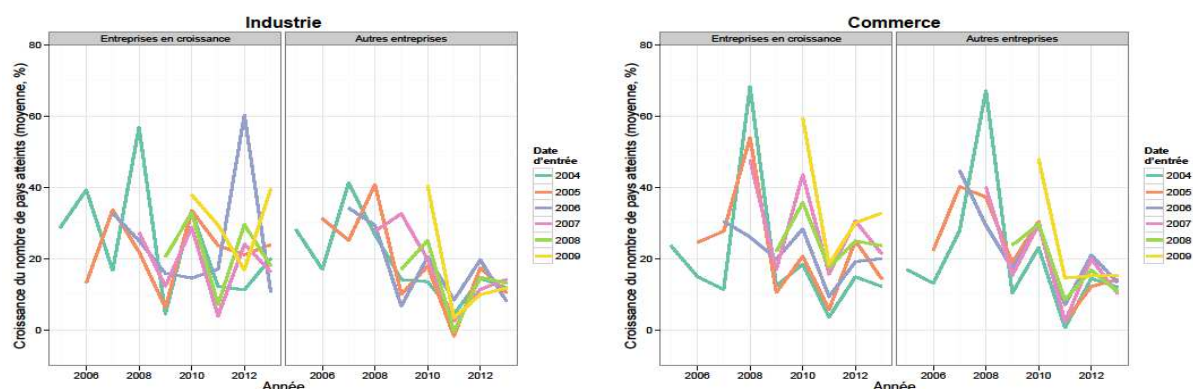 Industrie
Entreprises en croissance
Autres entreprises
Croissance du nombre de pays atteints (moyenne, %)
80
60
40
20
0
2006
2008
2010
2012
2006
2008
2010
2012
Année
Date
d'entrée
2004
2005
2006
2007
2008
2009
Commerce
Entreprises en croissance
Autres entreprises
Croissance du nombre de pays atteints (moyenne, %)
80
60
40
20
0
2006
2008
2010
2012
2006
2008
2010
2012
Année
Date
d'entrée
2004
2005
2006
2007
2008
2009